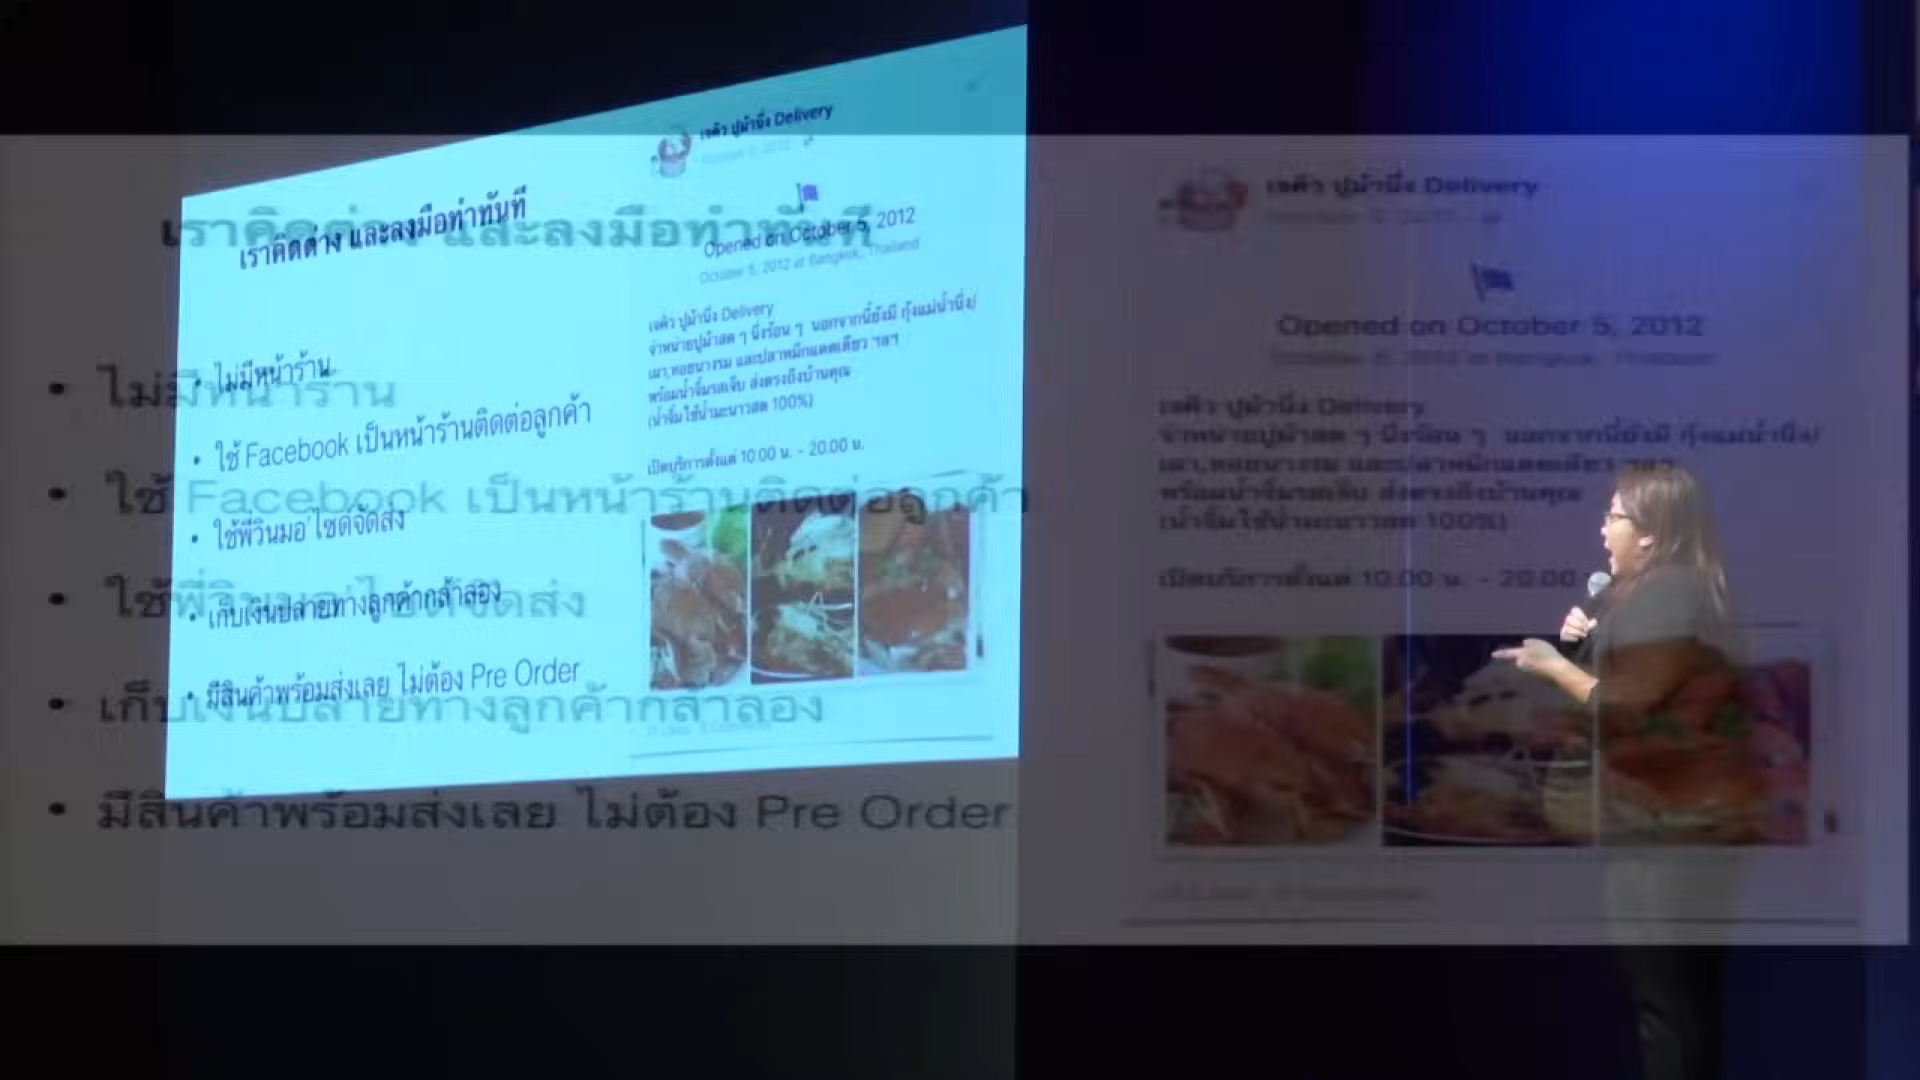 เราคิดต่าง และลงมือทำทันที
• ไม่มีหน้าร้าน
• ใช้ Facebook เป็นหน้าร้านติดต่อลูกค้า
• ใช้พี่วินมอ'ไซด์จัดส่ง
• เก็บเงินปลายทางลูกค้ากล้าลอง
• มีสินค้าพร้อมส่งเลย ไม่ต้อง Pre Order
เจคิว ปูม้านึ่ง Delivery
Opened on October 5, 2012
October 5, 2012 at Bangkok, Thailand
เจคิว ปูม้านึ่ง Delivery
จำหน่ายปูม้าสด ๆ นึ่งร้อน ๆ นอกจากนี้ยังมี กุ้งแม่น้ำนึ่ง/
เผา,หอยนางรม และปลาหมึกแดดเดียว ฯลฯ
พร้อมน้ำจิ้มรสเจ็บ ส่งตรงถึงบ้านคุณ
(น้ำจิ้มใช้น้ำมะนาวสด 100%)
เปิดบริการตั้งแต่ 10.00 น. - 20.00 น.